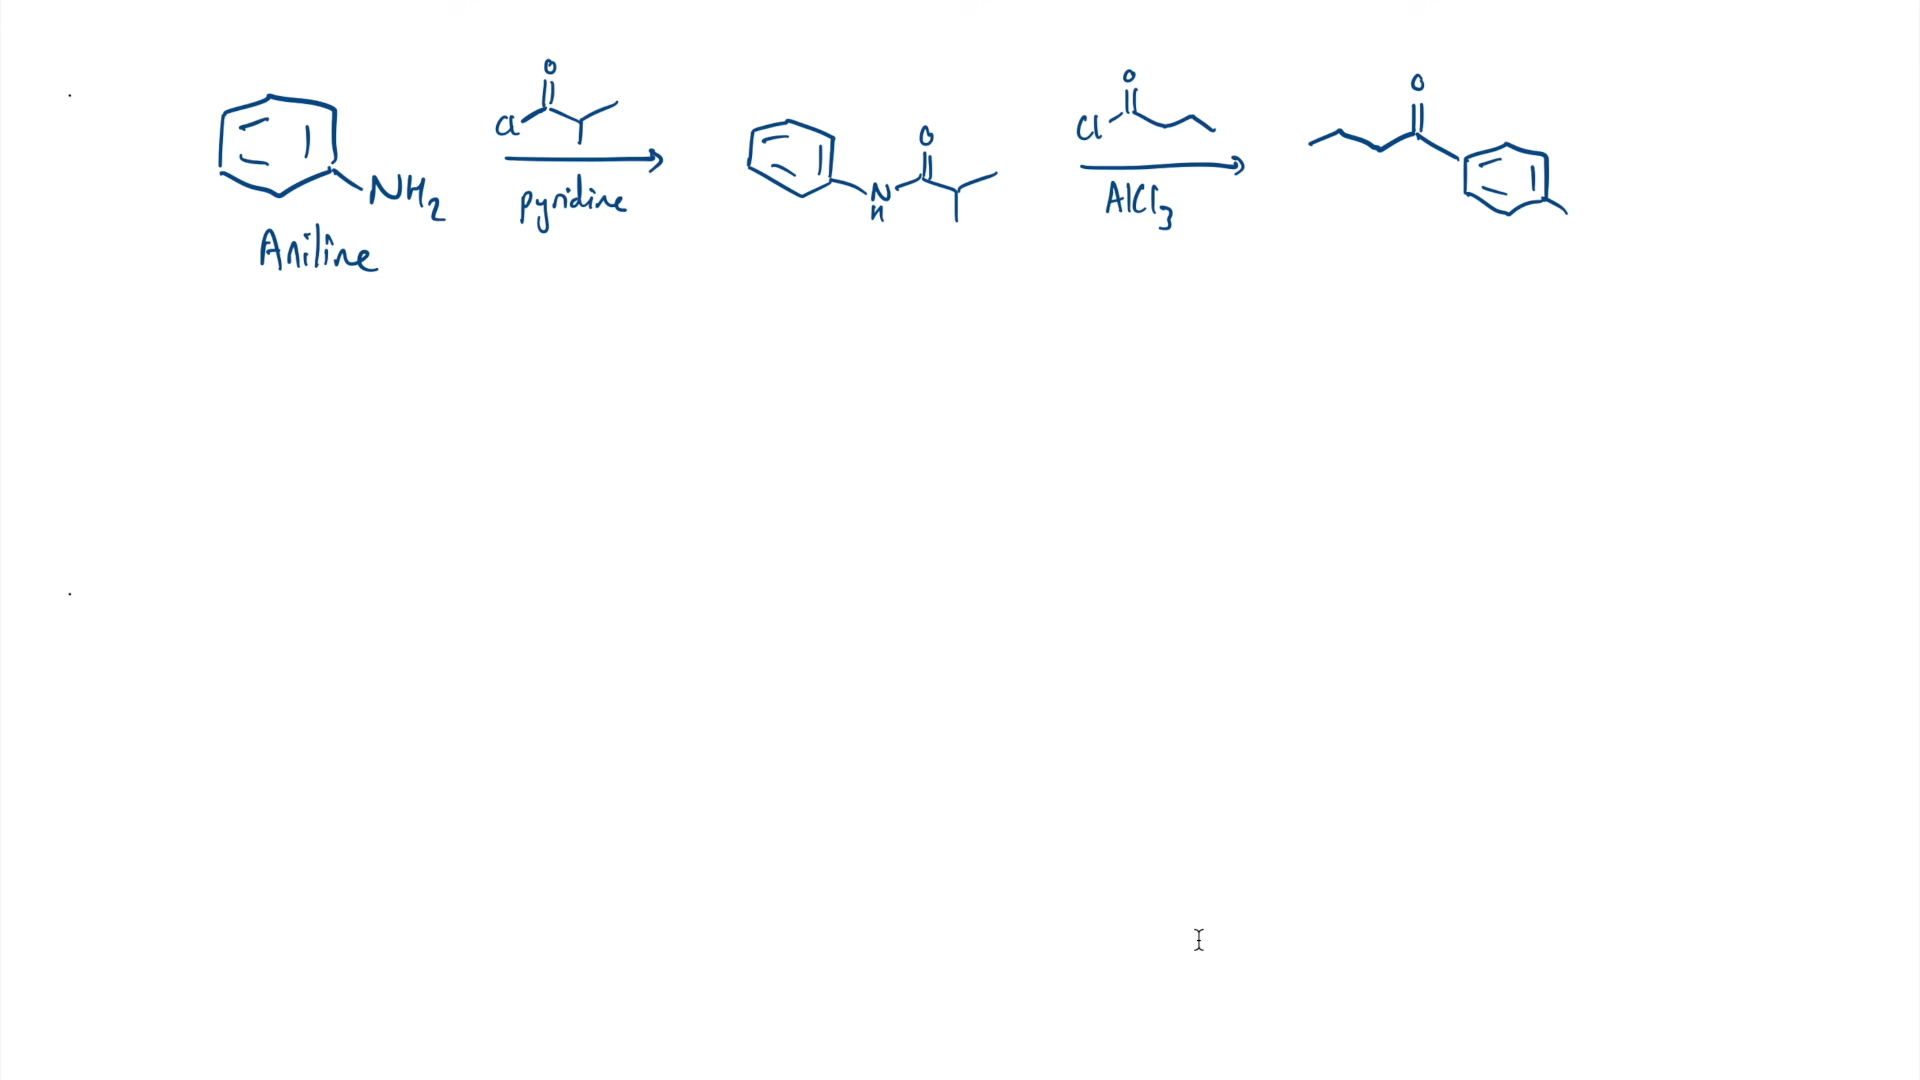 O
Cl
NH₂
Aniline
pyridine
N
H
O
O
Cl
AlCl₃
O